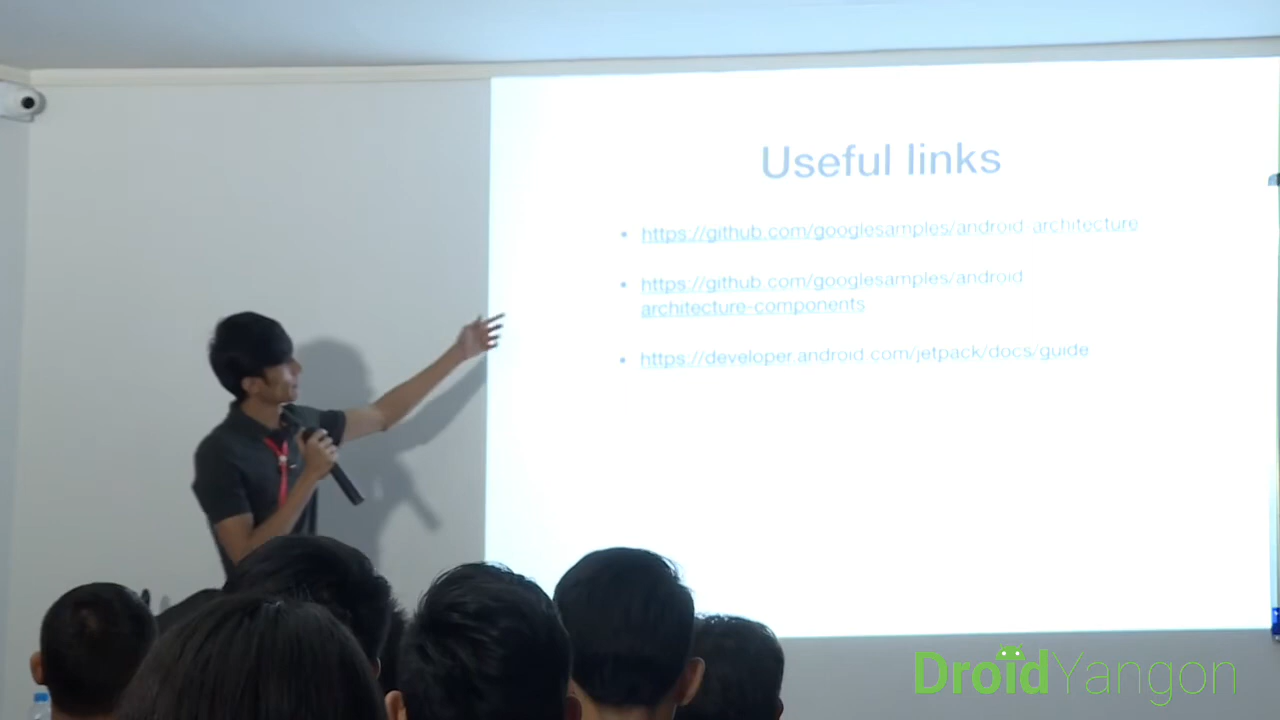 Useful links
• https://github.com/googlesamples/android-architecture
• https://github.com/googlesamples/android
architecture-components
• https://developer.android.com/jetpack/docs/guide
DroidYangon